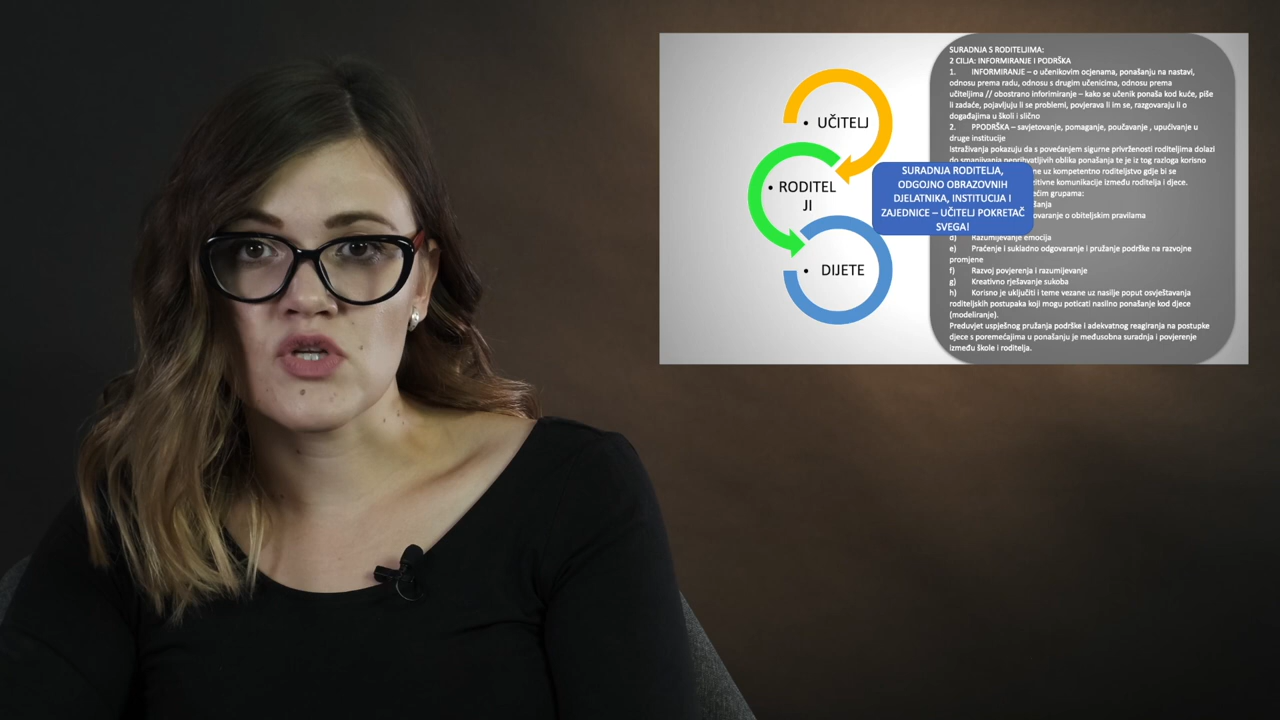 UČITELJ
RODITEL
JI
DIJETE
SURADNJA RODITELJA,
ODGOJNO OBRAZOVNIH
DJELATNIKA, INSTITUCIJA I
ZAJEDNICE – UČITELJ POKRETAČ
SVEGA!
SURADNJA S RODITELJIMA:
2 CILJA: INFORMIRANJE I PODRŠKA
1. INFORMIRANJE – o učenikovim ocjenama, ponašanju na nastavi,
odnosu prema radu, odnosu s drugim učenicima, odnosu prema
učiteljima // obostrano informiranje – kako se učenik ponaša kod kuće, piše
li zadaće, pojavljuju li se problemi, povjerava li im se, razgovaraju li o
događajima u školi i slično
2. PPODRŠKA – savjetovanje, pomaganje, poučavanje , upućivanje u
druge institucije
Istraživanja pokazuju da s povećanjem sigurne privrženosti roditeljima dolazi
do smanjivanja neprihvatljivih oblika ponašanja te je iz tog razloga korisno
uz kompetentno roditeljstvo gdje bi se
komunikacije između roditelja i djece.
grupama:
o obiteljskim pravilama
d) Razumijevanje emocija
e) Praćenje i sukladno odgovaranje i pružanje podrške na razvojne
promjene
f) Razvoj povjerenja i razumijevanje
g) Kreativno rješavanje sukoba
h) Korisno je uključiti i teme vezane uz nasilje poput osvještavanja
roditeljskih postupaka koji mogu poticati nasilno ponašanje kod djece
(modeliranje).
Preduvjet uspješnog pružanja podrške i adekvatnog reagiranja na postupke
djece s poremećajima u ponašanju je međusobna suradnja i povjerenje
između škole i roditelja.